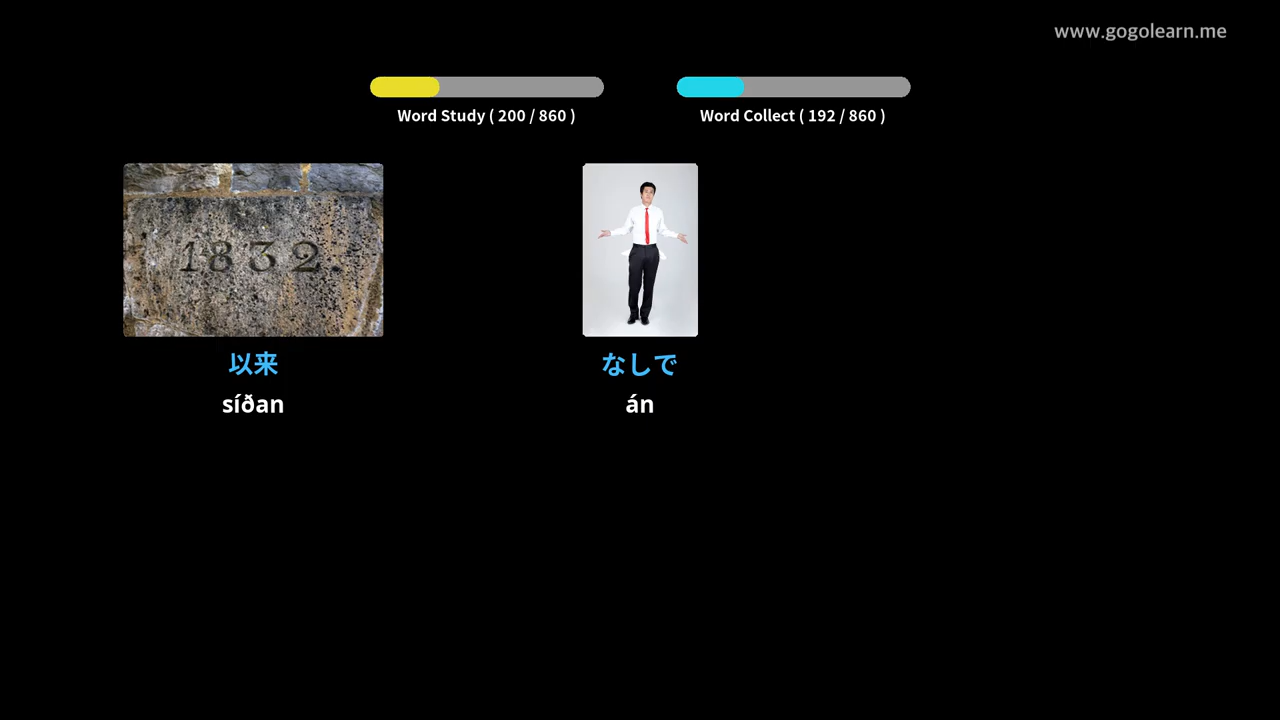 www.gogolearn.me
Word Study ( 200 / 860 )
Word Collect ( 192 / 860 )
1832
以来
síðan
なしで
án